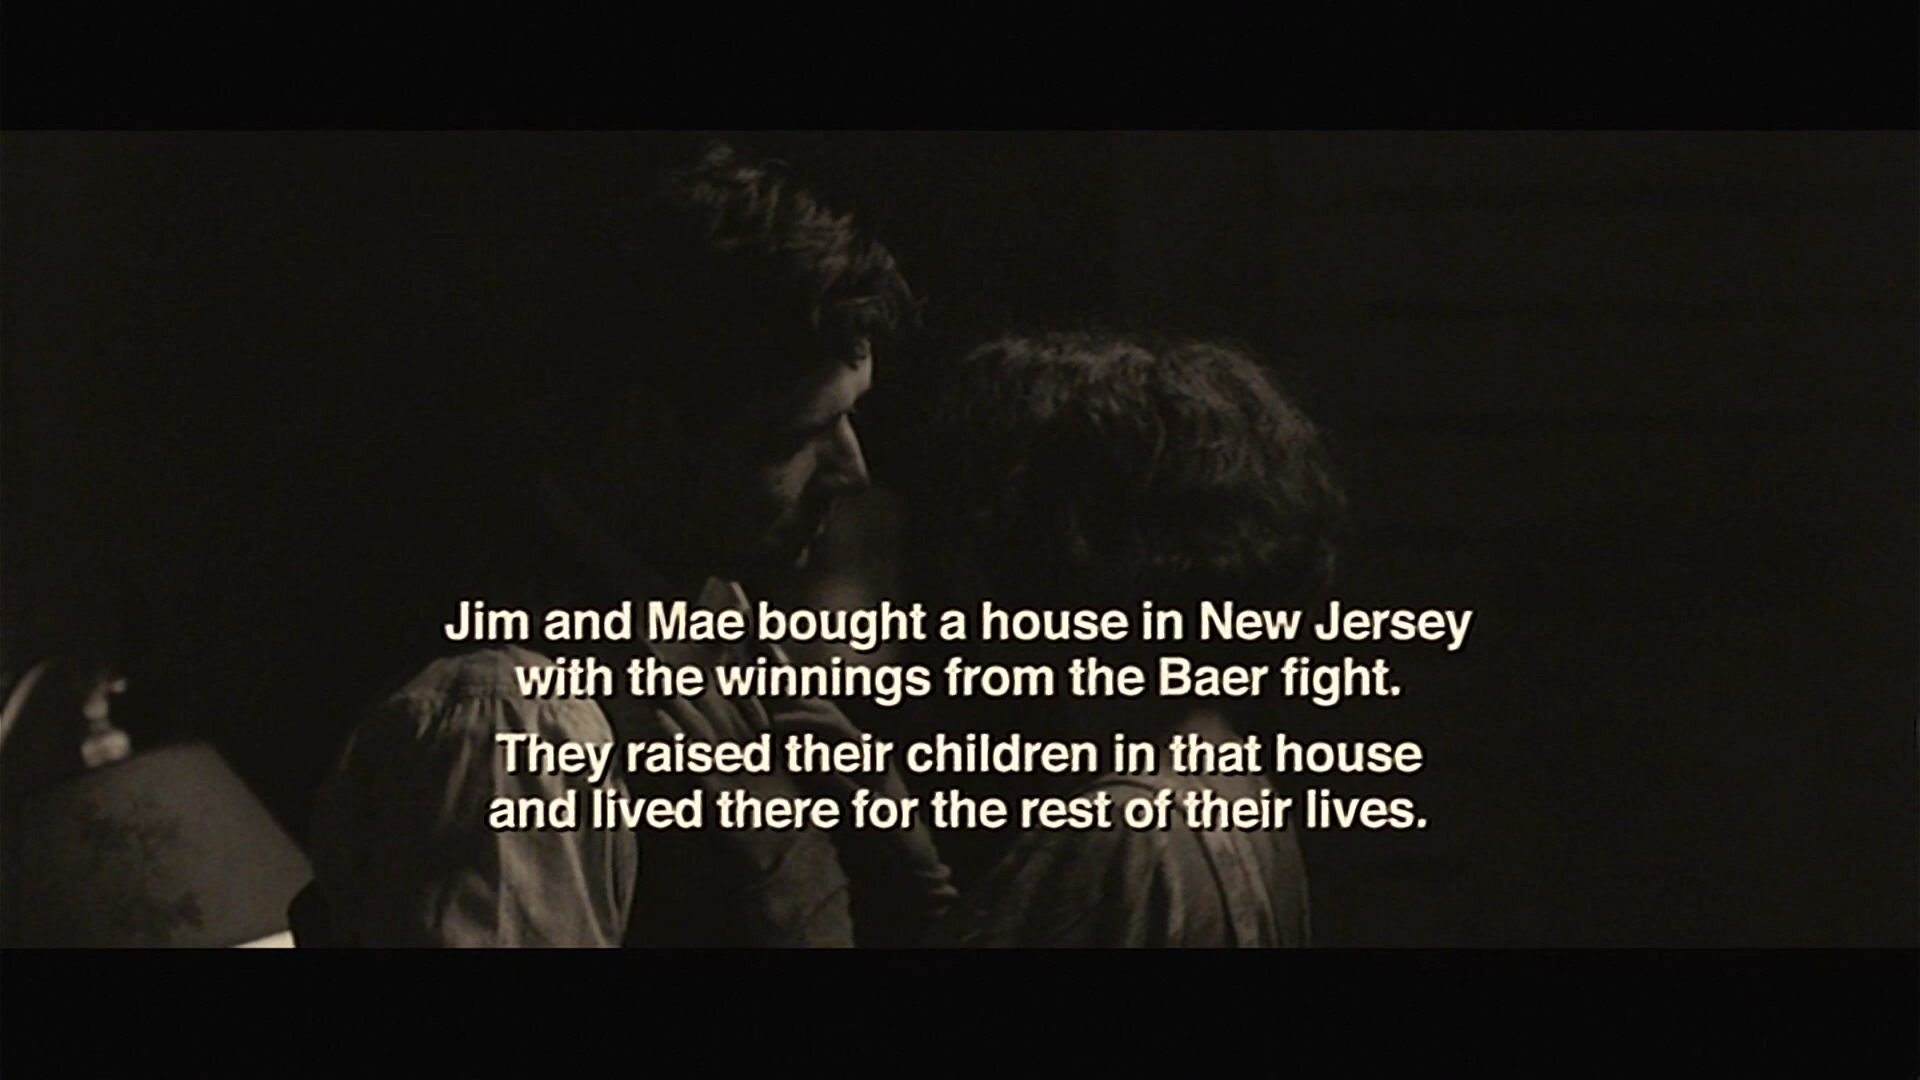 Jim and Mae bought a house in New Jersey
with the winnings from the Baer fight.
They raised their children in that house
and lived there for the rest of their lives.